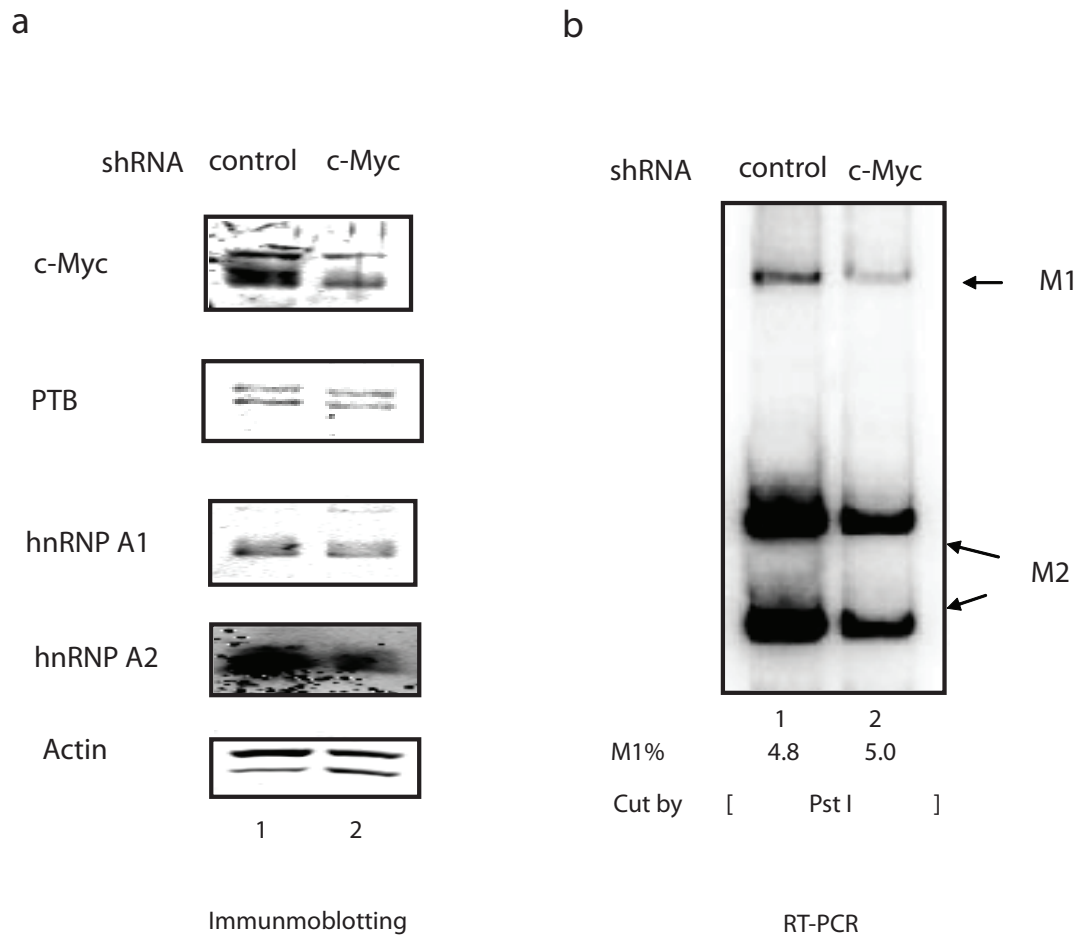 a
shRNA control c-Myc
c-Myc
PTB
hnRNP A1
hnRNP A2
Actin
1 2
Immunmoblotting
b
shRNA control c-Myc
M1
M2
1 2
M1% 4.8 5.0
Cut by [ Pst I ]
RT-PCR